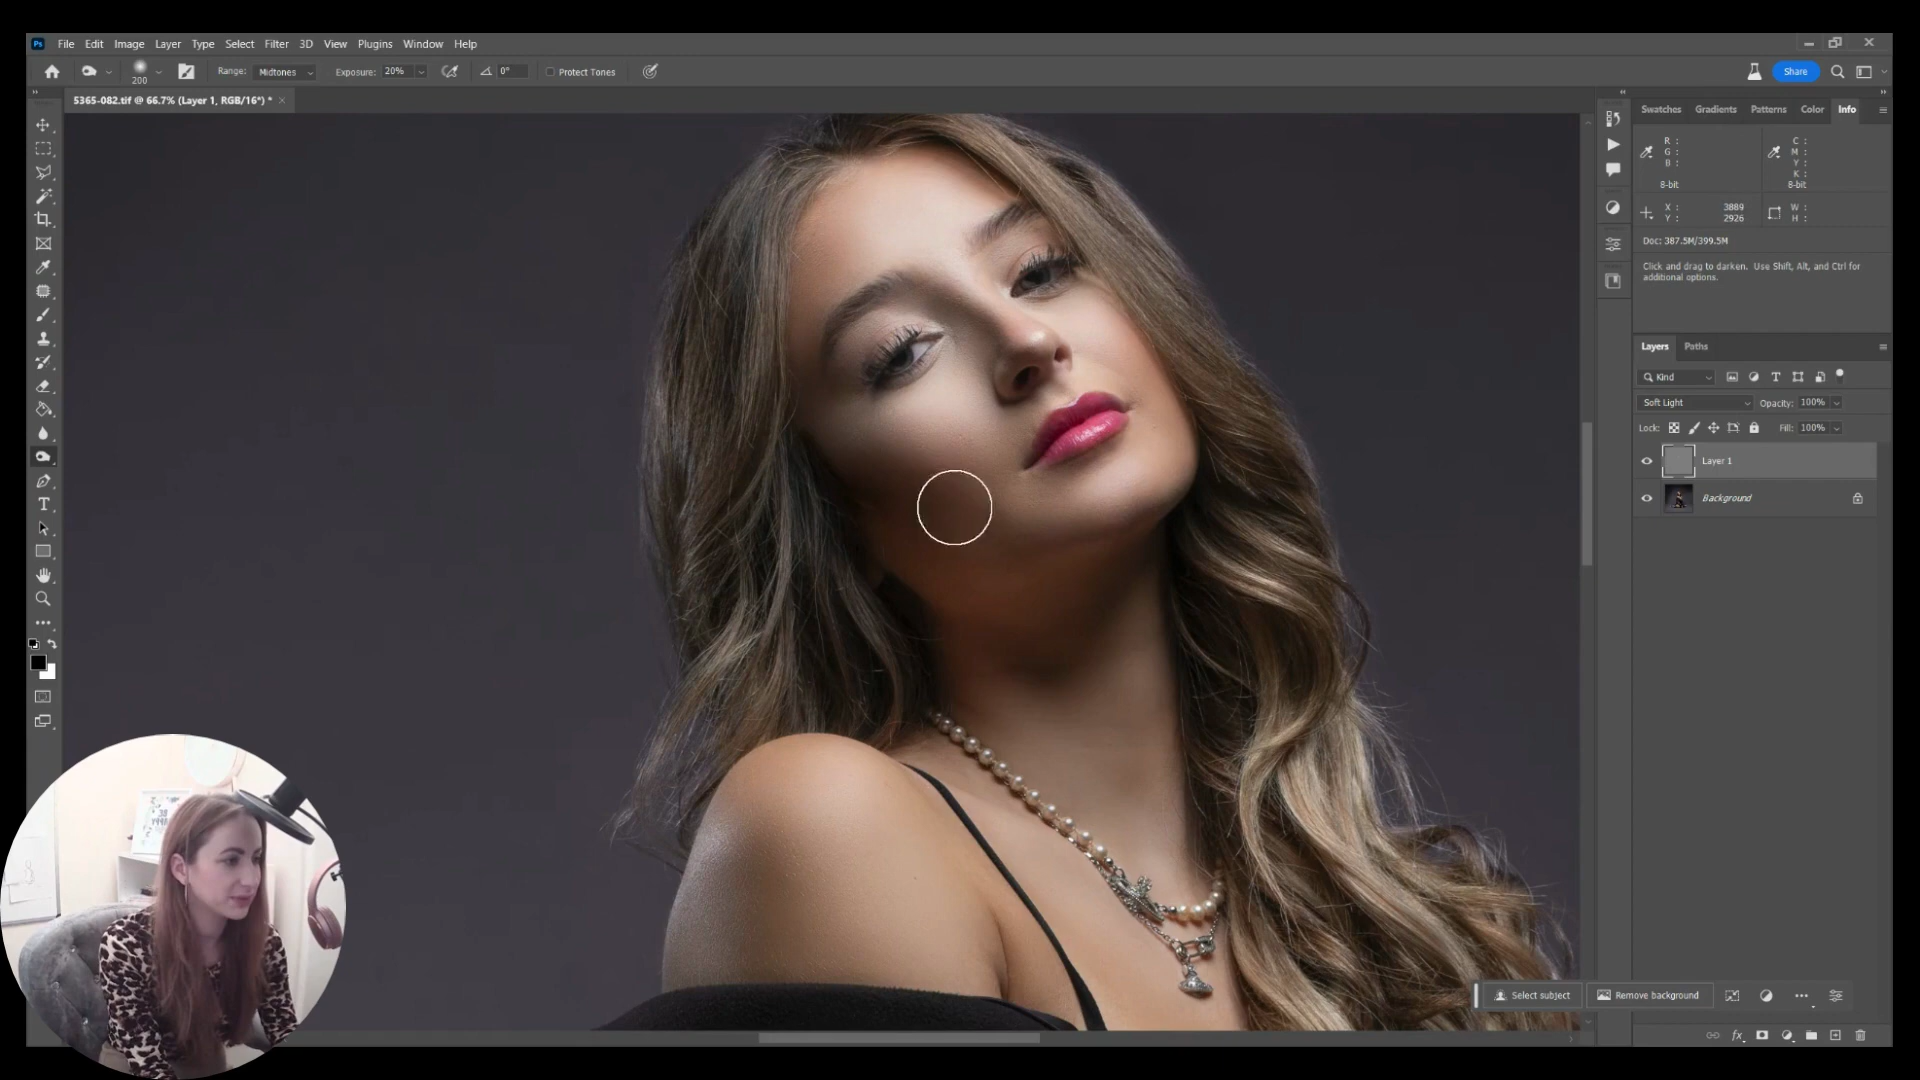 Ps File Edit Image Layer Type Select Filter 3D View Plugins Window Help
200 Range: Midtones Exposure: 20% 0° Protect Tones Share
5365-082.tif @ 66.7% (Layer 1, RGB/16*) *
Swatches Gradients Patterns Color Info
R : C :
G : M :
B : Y :
K :
8-bit 8-bit
X : 3889 W :
Y : 2926 H :
Doc: 387.5M/399.5M
Click and drag to darken. Use Shift, Alt, and Ctrl for
additional options.
Layers Paths
Kind
Soft Light Opacity: 100%
Lock: Fill: 100%
Layer 1
Background
Select subject Remove background
fx